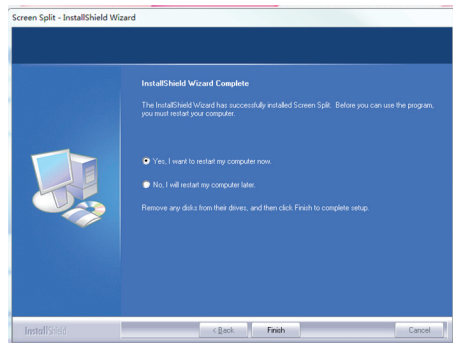 Screen Split - InstallShield Wizard
InstallShield Wizard Complete
The InstallShield Wizard has successfully installed Screen Split. Before you can use the program,
you must restart your computer.
Yes, I want to restart my computer now.
No, I will restart my computer later.
Remove any disks from their drives, and then click Finish to complete setup.
InstallShield
< Back
Finish
Cancel